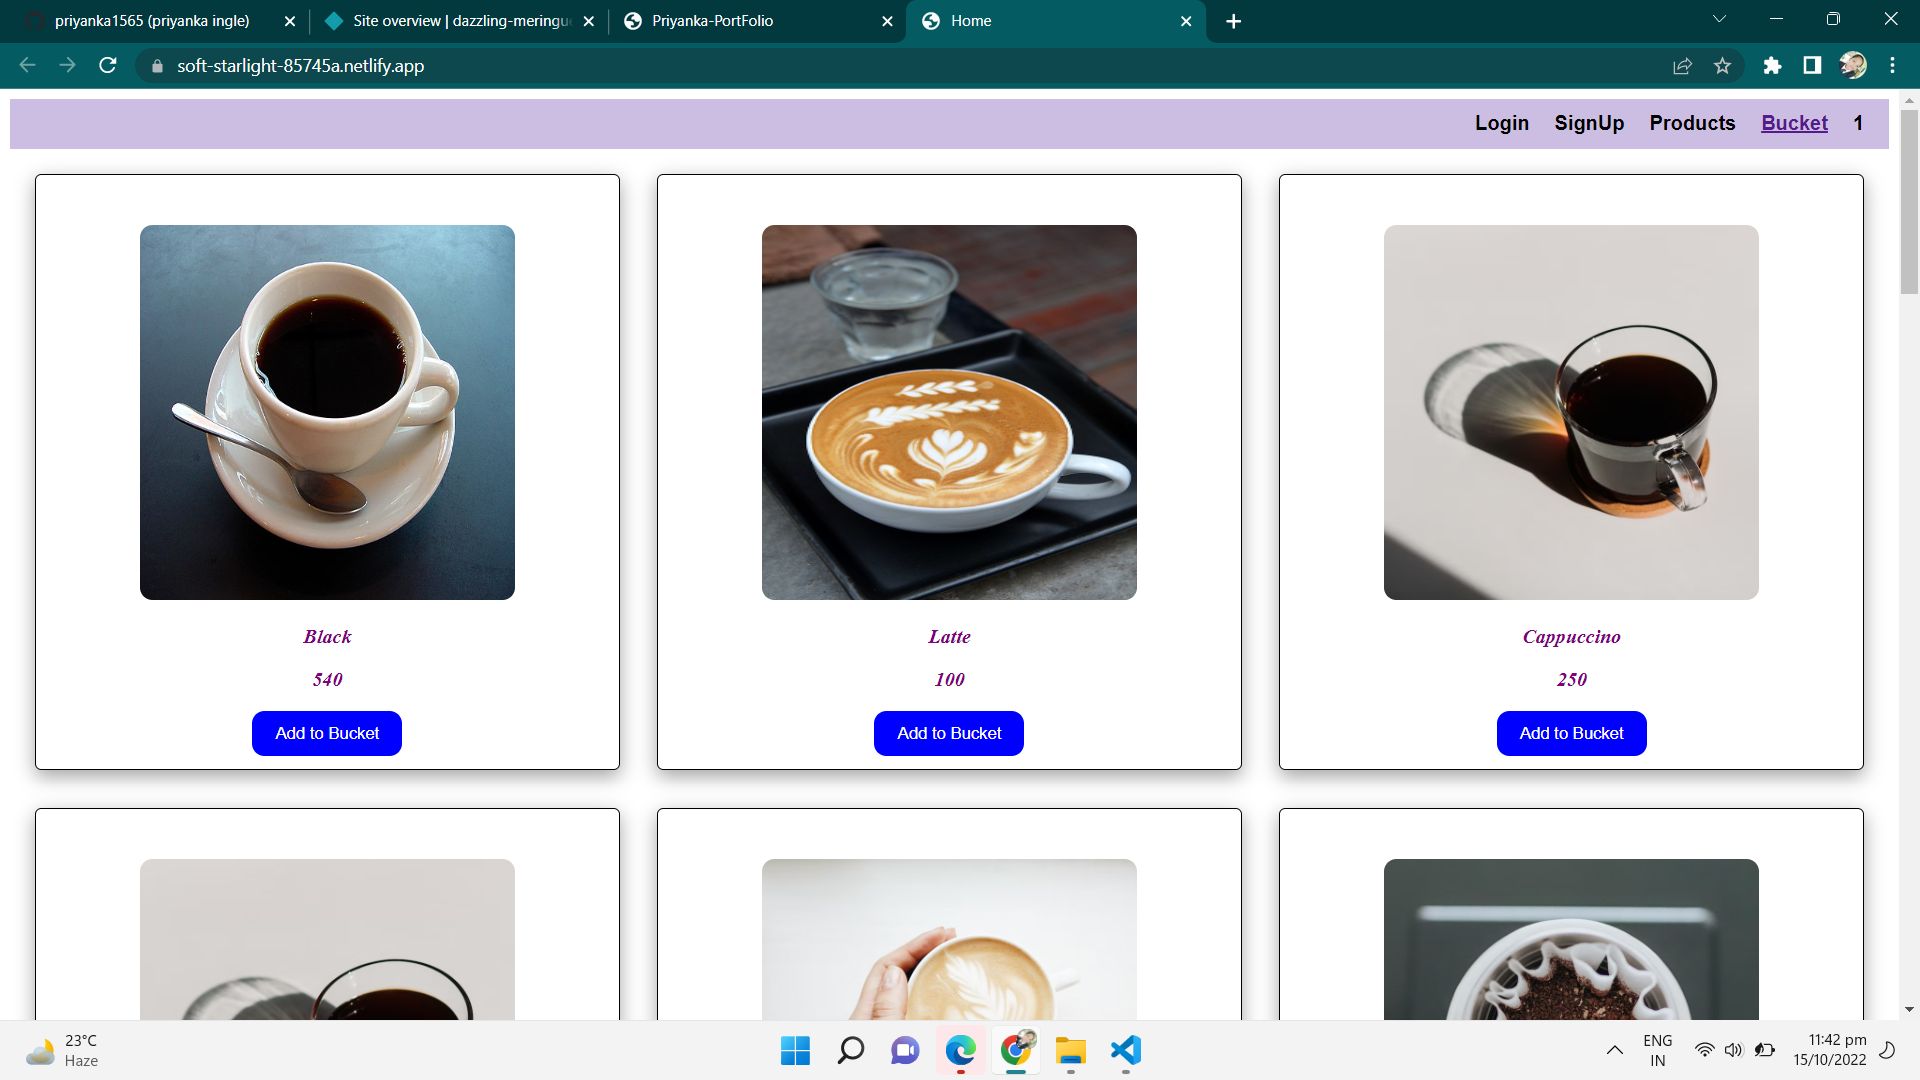 priyanka1565 (priyanka ingle)
Site overview | dazzling-meringue
Priyanka-PortFolio
Home
soft-starlight-85745a.netlify.app
Login SignUp Products Bucket 1
Black
540
Add to Bucket
Latte
100
Add to Bucket
Cappuccino
250
Add to Bucket
23°C
Haze
ENG
IN
11:42 pm
15/10/2022